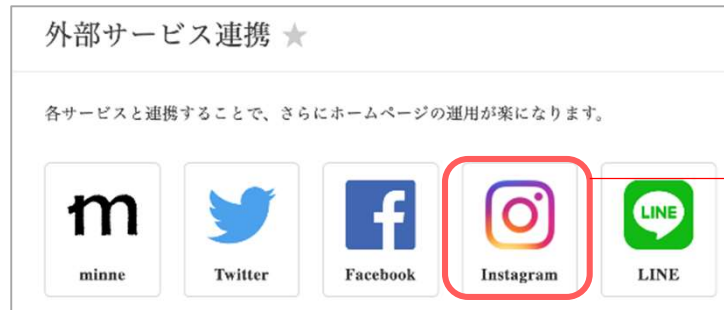 外部サービス連携 ★
各サービスと連携することで、さらにホームページの運用が楽になります。
m
f
LINE
minne
Twitter
Facebook
Instagram
LINE